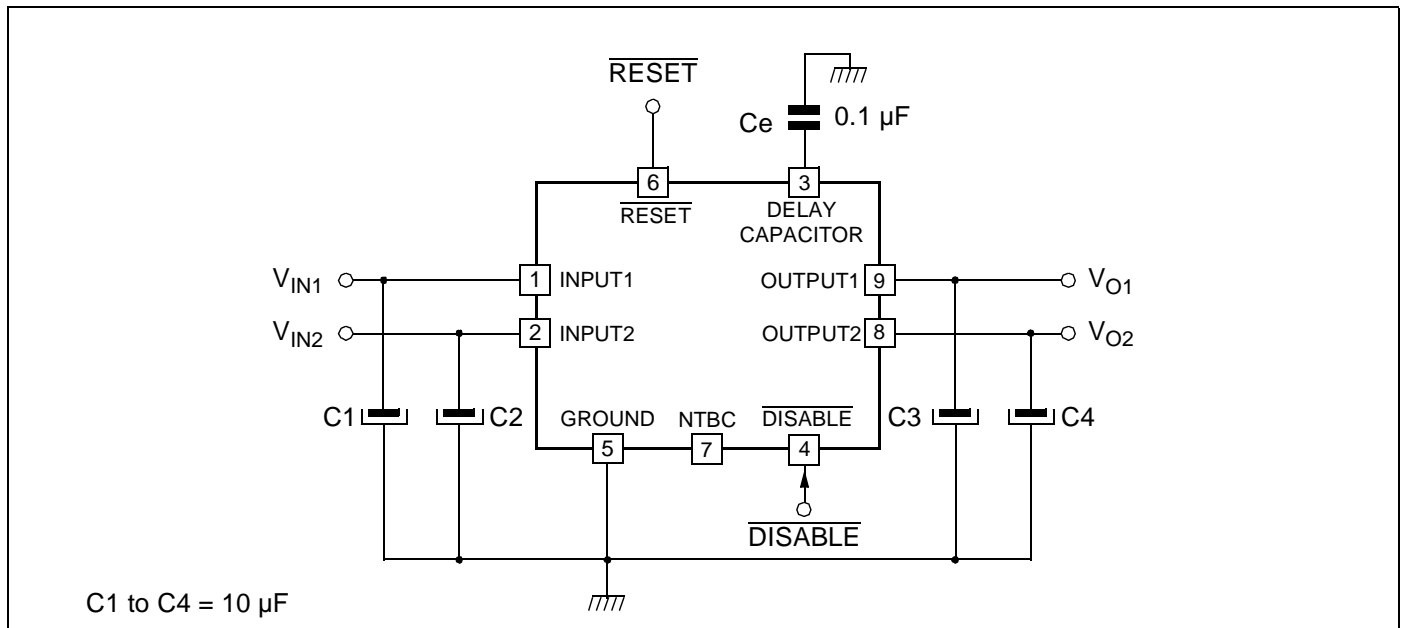 RESET
Ce 0.1 µF
6 3
RESET DELAY
CAPACITOR
VIN1 1 INPUT1 OUTPUT1 9 VO1
VIN2 2 INPUT2 OUTPUT2 8 VO2
C1 C2 GROUND NTBC DISABLE C3 C4
5 7 4
DISABLE
C1 to C4 = 10 µF